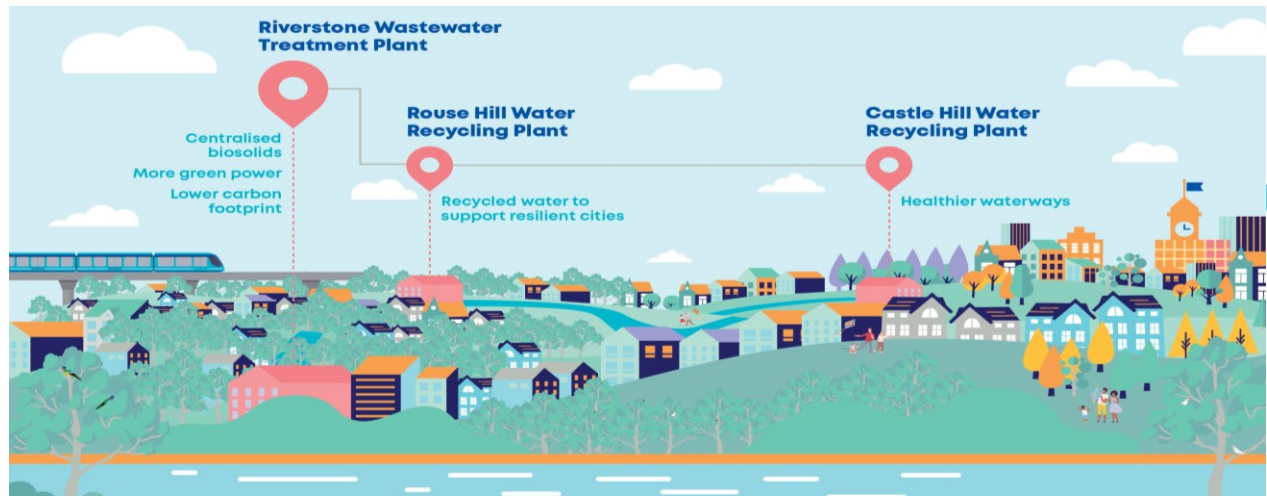 Riverstone Wastewater
Treatment Plant
Centralised
biosolids
More green power
Lower carbon
footprint
Rouse Hill Water
Recycling Plant
Recycled water to
support resilient cities
Castle Hill Water
Recycling Plant
Healthier waterways